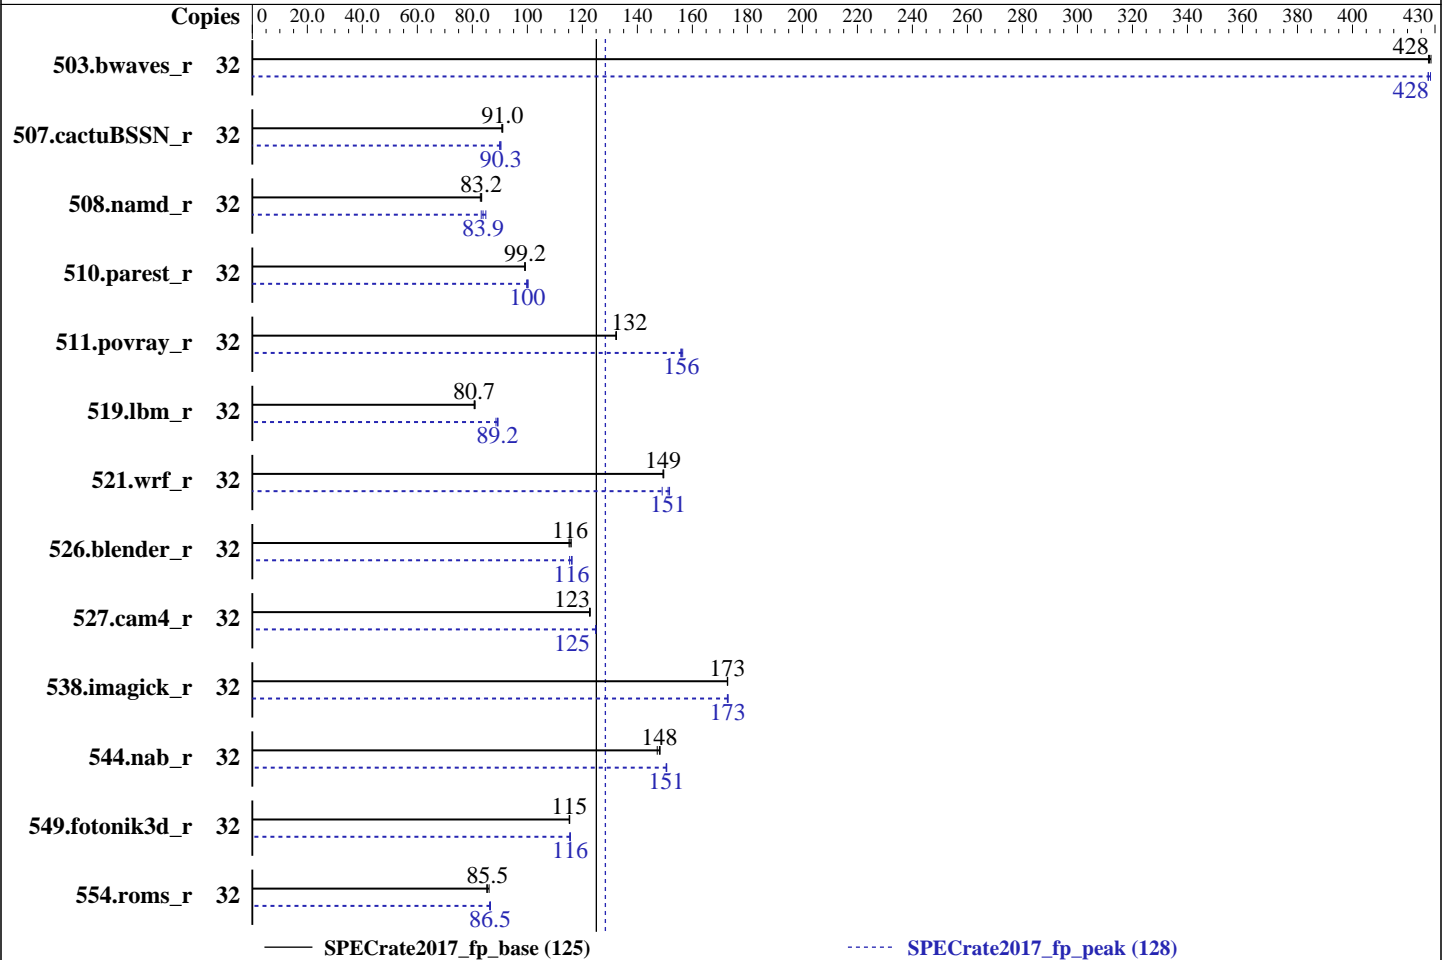 Copies 0 20.0 40.0 60.0 80.0 100 120 140 160 180 200 220 240 260 280 300 320 340 360 380 400 430
428
503.bwaves_r 32
428
91.0
507.cactuBSSN_r 32
90.3
83.2
508.namd_r 32
83.9
99.2
510.parest_r 32
100
132
511.povray_r 32
156
80.7
519.lbm_r 32
89.2
149
521.wrf_r 32
151
116
526.blender_r 32
116
123
527.cam4_r 32
125
173
538.imagick_r 32
173
148
544.nab_r 32
151
115
549.fotonik3d_r 32
116
85.5
554.roms_r 32
86.5
SPECrate2017_fp_base (125) SPECrate2017_fp_peak (128)